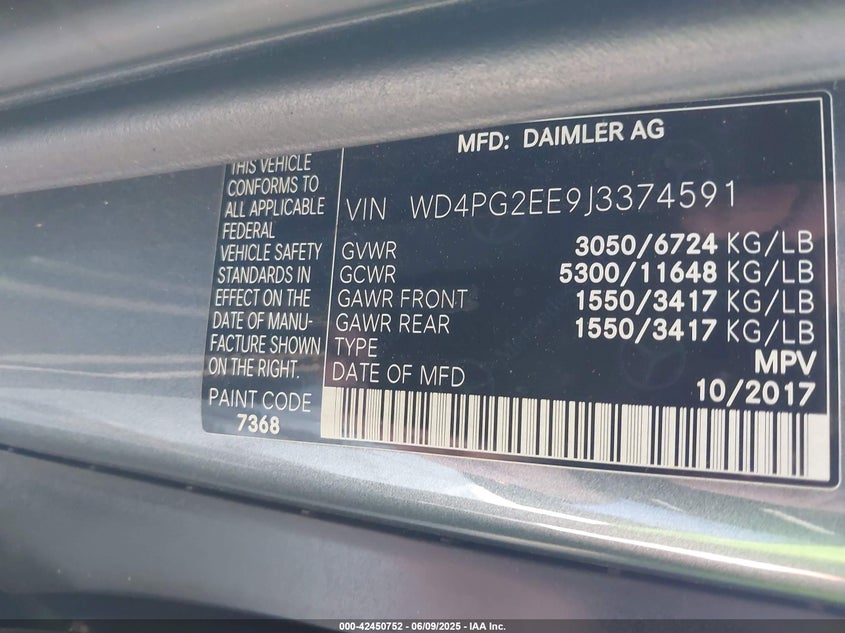 MFD: DAIMLER AG
THIS VEHICLE
CONFORMS TO
ALL APPLICABLE
FEDERAL
VEHICLE SAFETY
STANDARDS IN
EFFECT ON THE
DATE OF MANU-
FACTURE SHOWN
ON THE RIGHT.
PAINT CODE
7368
VIN WD4PG2EE9J3374591
GVWR 3050/6724 KG/LB
GCWR 5300/11648 KG/LB
GAWR FRONT 1550/3417 KG/LB
GAWR REAR 1550/3417 KG/LB
TYPE MPV
DATE OF MFD 10/2017
000-42450752 - 06/09/2025 - IAA Inc.